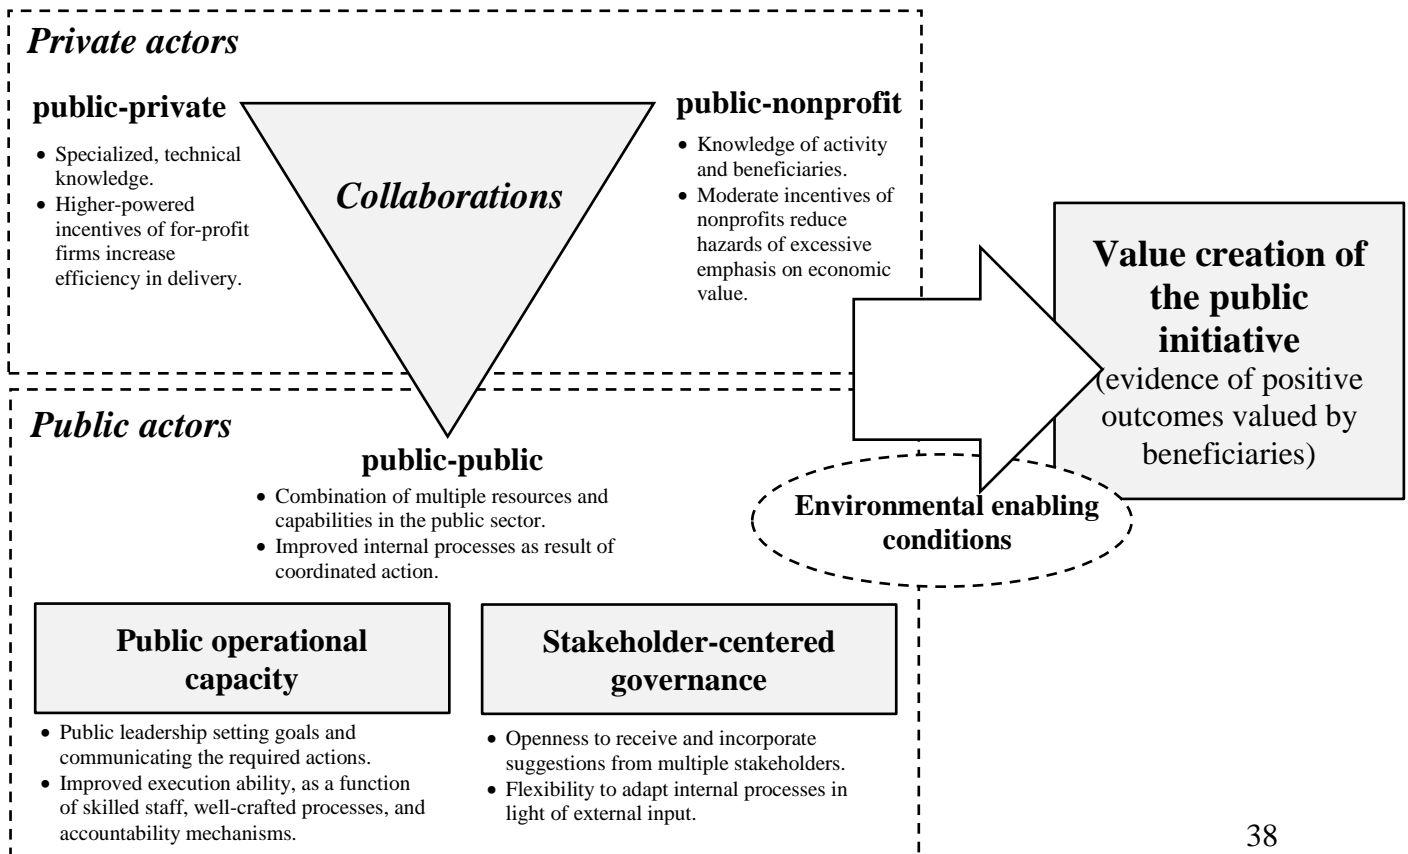 Private actors
public-private
• Specialized, technical
knowledge.
• Higher-powered
incentives of for-profit
firms increase
efficiency in delivery.
Collaborations
public-nonprofit
• Knowledge of activity
and beneficiaries.
• Moderate incentives of
nonprofits reduce
hazards of excessive
emphasis on economic
value.
Value creation of
the public
initiative
(evidence of positive
outcomes valued by
beneficiaries)
Public actors
public-public
• Combination of multiple resources and
capabilities in the public sector.
• Improved internal processes as result of
coordinated action.
Environmental enabling
conditions
Public operational
capacity
• Public leadership setting goals and
communicating the required actions.
• Improved execution ability, as a function
of skilled staff, well-crafted processes, and
accountability mechanisms.
Stakeholder-centered
governance
• Openness to receive and incorporate
suggestions from multiple stakeholders.
• Flexibility to adapt internal processes in
light of external input.
38